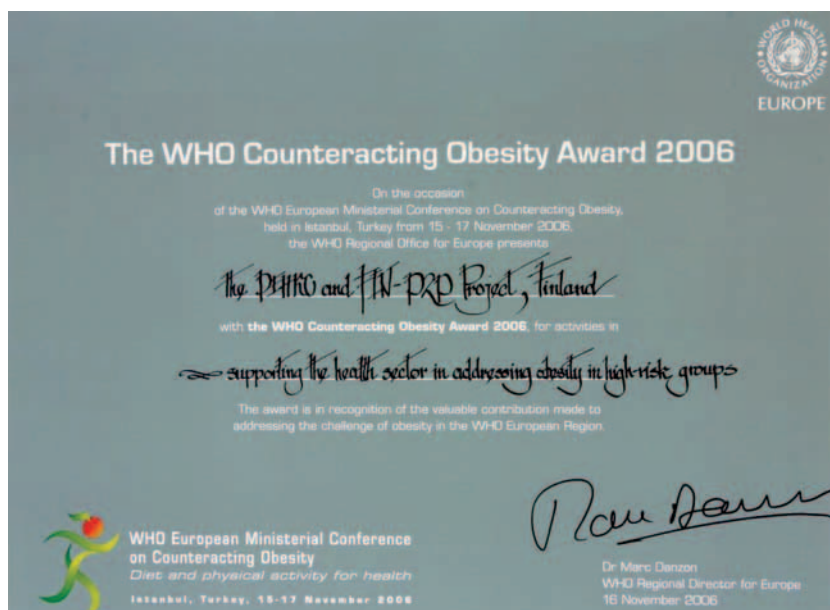 WORLD HEALTH ORGANIZATION
EUROPE
The WHO Counteracting Obesity Award 2006
On the occasion
of the WHO European Ministerial Conference on Counteracting Obesity,
held in Istanbul, Turkey from 15 - 17 November 2006,
the WHO Regional Office for Europe presents
the DEHKO and FIN-D2D Project, Finland
with the WHO Counteracting Obesity Award 2006, for activities in
supporting the health sector in addressing obesity in high-risk groups
The award is in recognition of the valuable contribution made to
addressing the challenge of obesity in the WHO European Region
WHO European Ministerial Conference
on Counteracting Obesity
Diet and physical activity for health
Istanbul, Turkey, 15-17 November 2006
Dr Marc Danzon
WHO Regional Director for Europe
16 November 2006